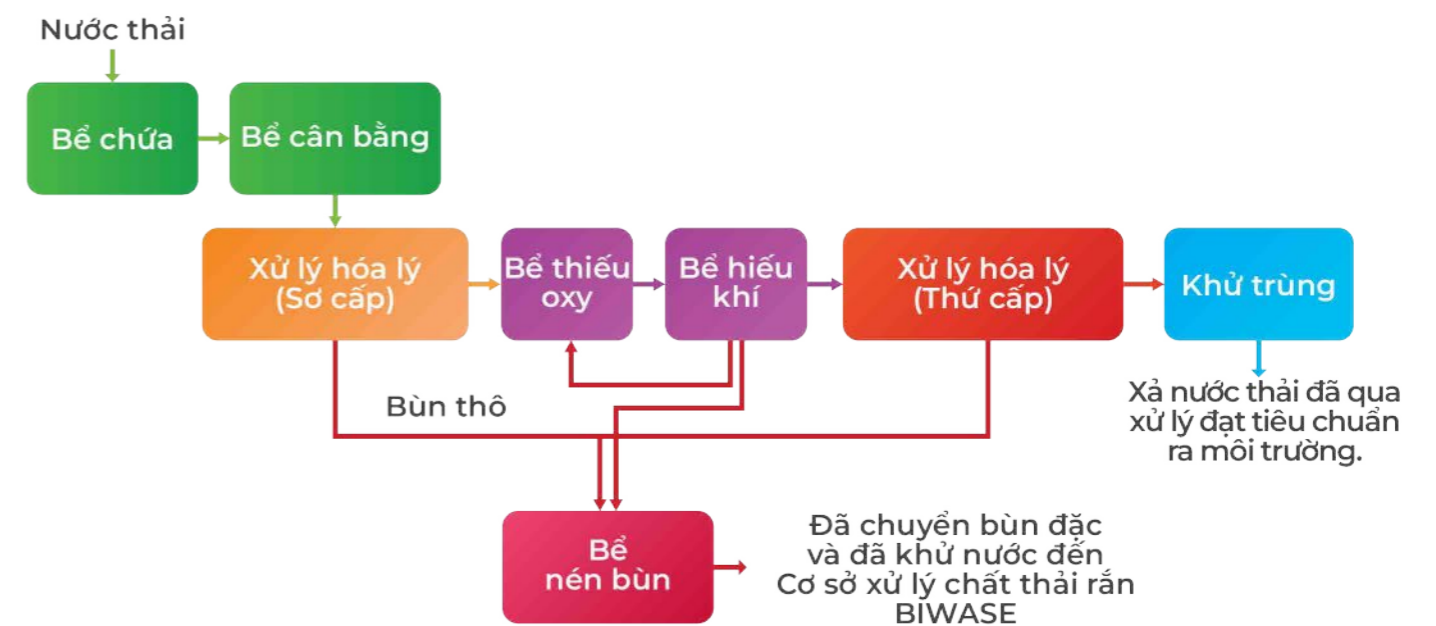 Nước thải
Bể chứa
Bể cân bằng
Xử lý hóa lý
(Sơ cấp)
Bể thiếu
oxy
Bể hiếu
khí
Xử lý hóa lý
(Thứ cấp)
Khử trùng
Bùn thô
Xả nước thải đã qua
xử lý đạt tiêu chuẩn
ra môi trường.
Bể
nén bùn
Đã chuyển bùn đặc
và đã khử nước đến
Cơ sở xử lý chất thải rắn
BIWASE